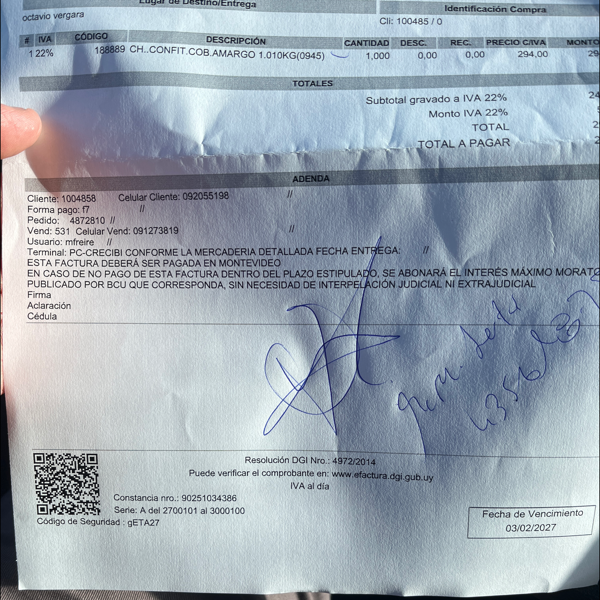 Lugar de Destino/Entrega
Identificación Compra
octavio vergara
Cli: 100485 / 0
# IVA CÓDIGO DESCRIPCIÓN CANTIDAD DESC. REC. PRECIO C/IVA MONTO
1 22% 188889 CH..CONFIT.COB.AMARGO 1.010KG(0945) 1,000 0,00 0,00 294,00 29
TOTALES
Subtotal gravado a IVA 22% 24
Monto IVA 22%
TOTAL 2
TOTAL A PAGAR 2
ADENDA
Cliente: 1004858 Celular Cliente: 092055198 //
Forma pago: f7 //
Pedido: 4872810 //
Vend: 531 Celular Vend: 091273819 //
Usuario: mfreire //
Terminal: PC-CRECIBI CONFORME LA MERCADERIA DETALLADA FECHA ENTREGA: //
ESTA FACTURA DEBERÁ SER PAGADA EN MONTEVIDEO
EN CASO DE NO PAGO DE ESTA FACTURA DENTRO DEL PLAZO ESTIPULADO, SE ABONARÁ EL INTERÉS MÁXIMO MORATO
PUBLICADO POR BCU QUE CORRESPONDA, SIN NECESIDAD DE INTERPELACIÓN JUDICIAL NI EXTRAJUDICIAL
Firma
Aclaración
Cédula
Resolución DGI Nro.: 4972/2014
Puede verificar el comprobante en: www.efactura.dgi.gub.uy
IVA al día
Constancia nro.: 90251034386
Serie: A del 2700101 al 3000100
Código de Seguridad : gETA27
Fecha de Vencimiento
03/02/2027